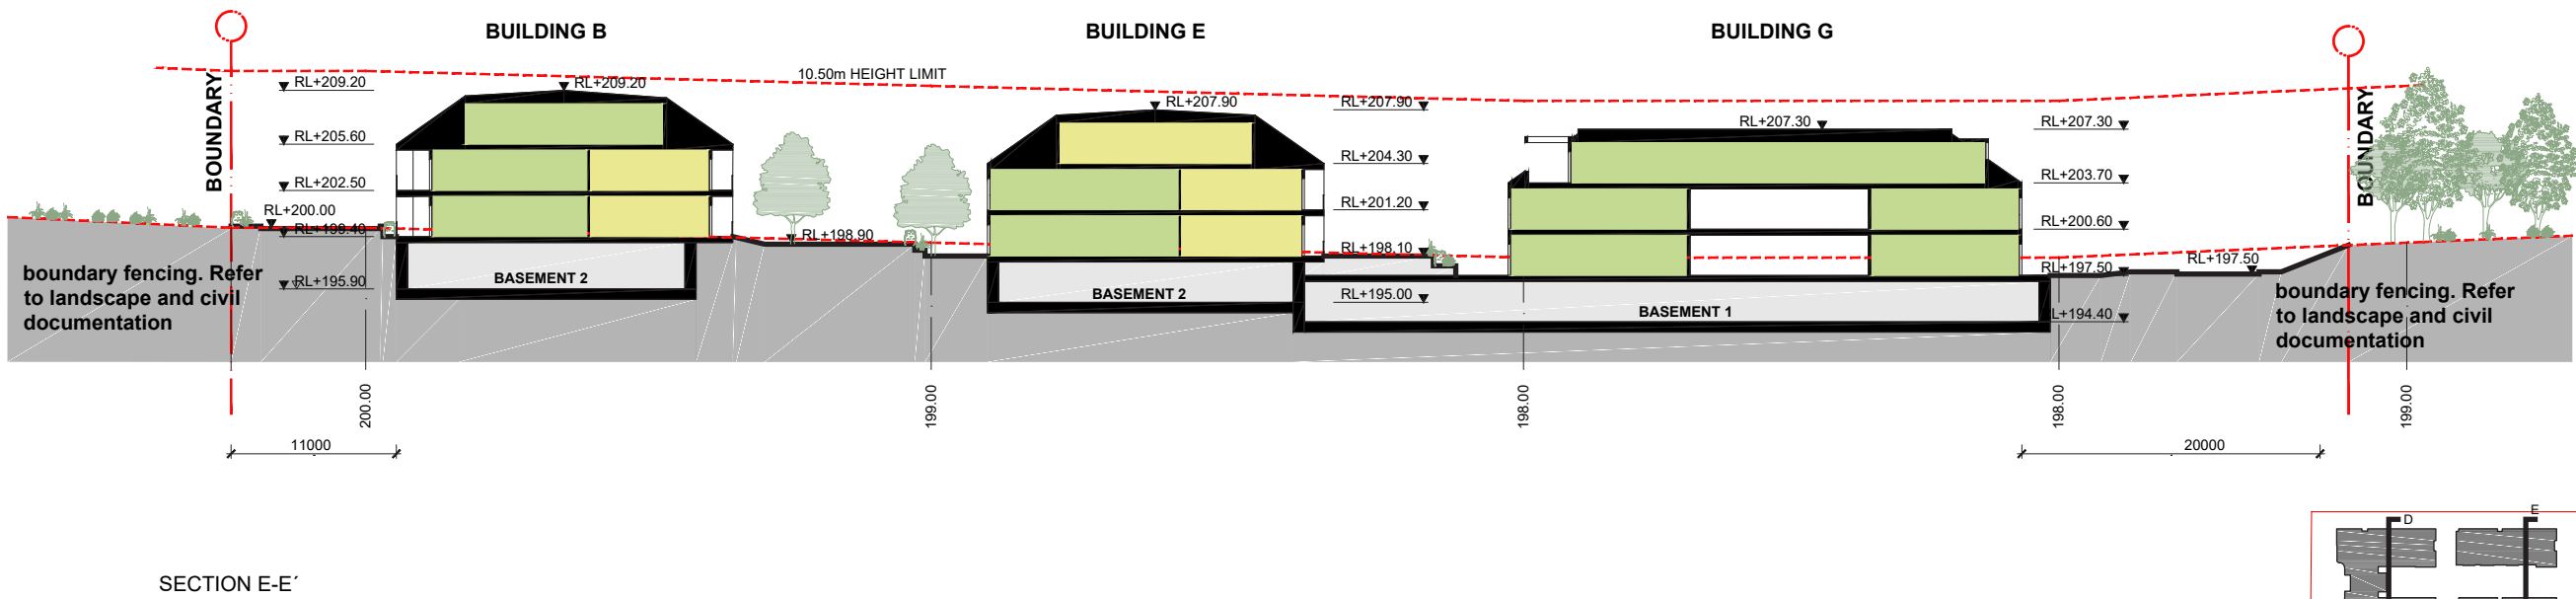 BUILDING B
BUILDING E
BUILDING G
10.50m HEIGHT LIMIT
BOUNDARY
RL+209.20
RL+205.60
RL+202.50
RL+200.00
RL+199.40
RL+195.90
RL+209.20
RL+198.90
RL+207.90
RL+207.90
RL+204.30
RL+201.20
RL+198.10
RL+195.00
RL+207.30
RL+207.30
RL+203.70
RL+200.60
RL+197.50
RL+194.40
RL+197.50
BOUNDARY
boundary fencing. Refer
to landscape and civil
documentation
BASEMENT 2
BASEMENT 2
BASEMENT 1
boundary fencing. Refer
to landscape and civil
documentation
200.00
199.00
198.00
198.00
199.00
11000
20000
SECTION E-E´
D
E